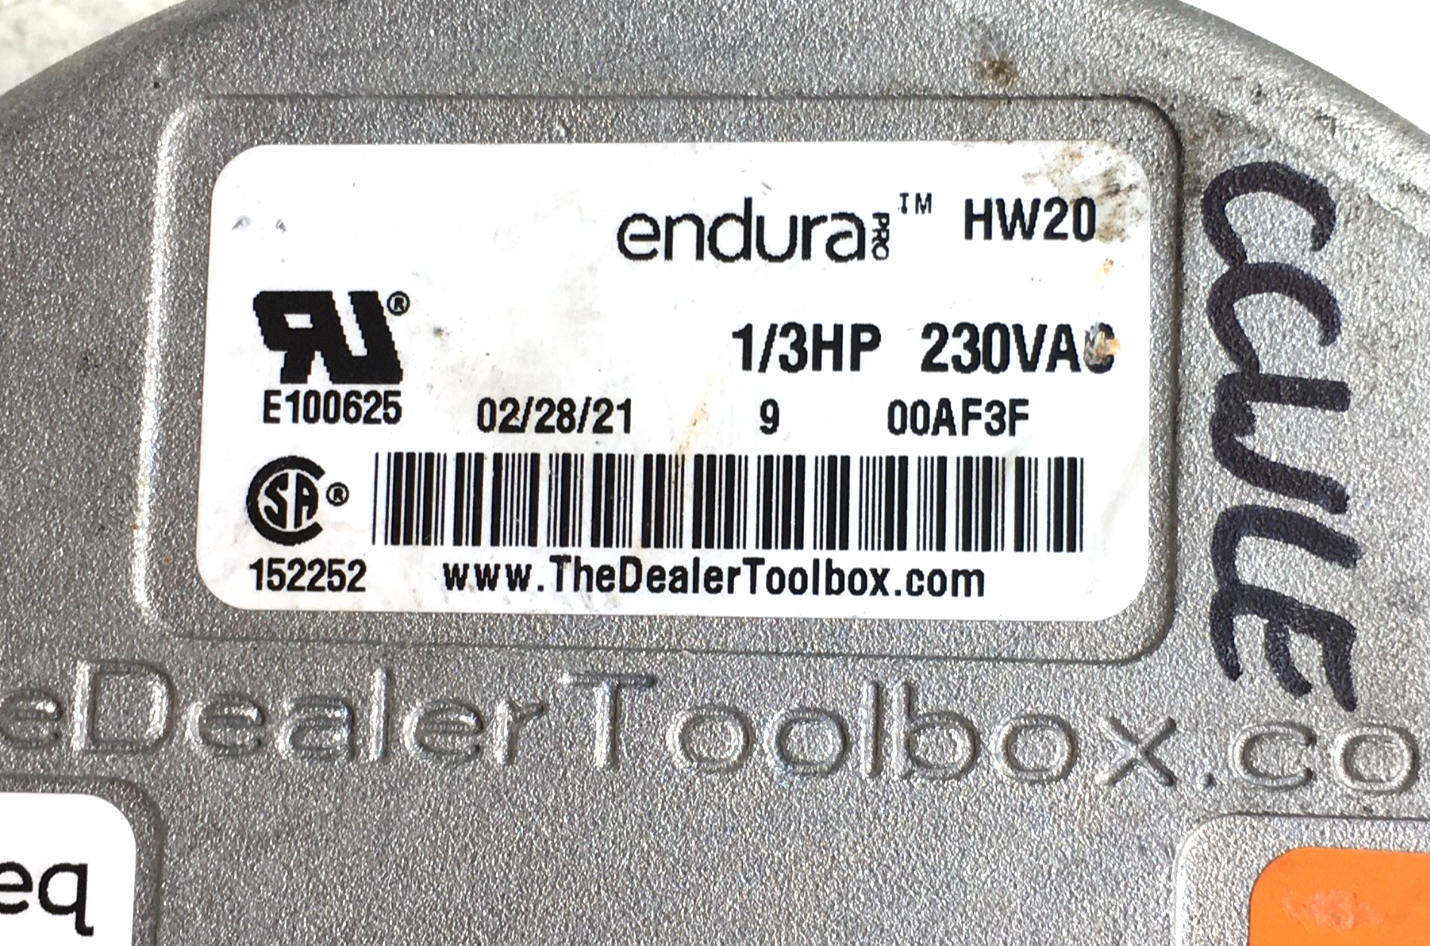 endura PRO™ HW20
1/3HP 230VAC
E100625 02/28/21 9 00AF3F
152252 www.TheDealerToolbox.com
CCWLE
eDealerToolbox.co
eq